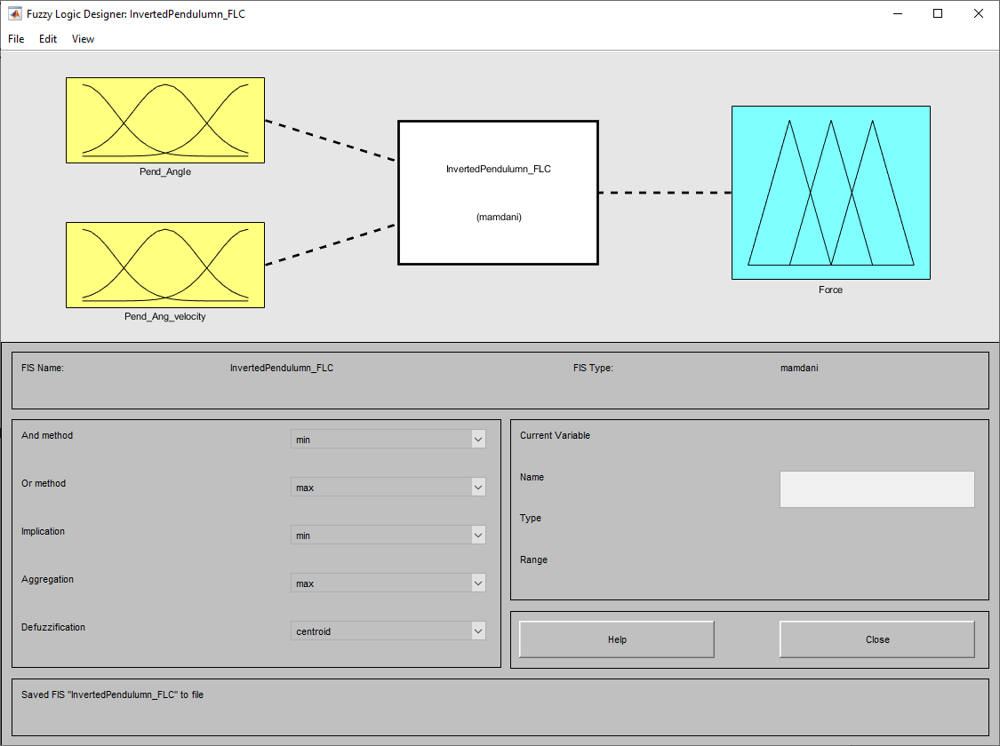 Fuzzy Logic Designer: InvertedPendulumn_FLC
File Edit View
Pend_Angle
InvertedPendulumn_FLC
(mamdani)
Pend_Ang_velocity
Force
FIS Name: InvertedPendulumn_FLC FIS Type: mamdani
And method min
Or method max
Implication min
Aggregation max
Defuzzification centroid
Current Variable
Name
Type
Range
Help Close
Saved FIS "InvertedPendulumn_FLC" to file